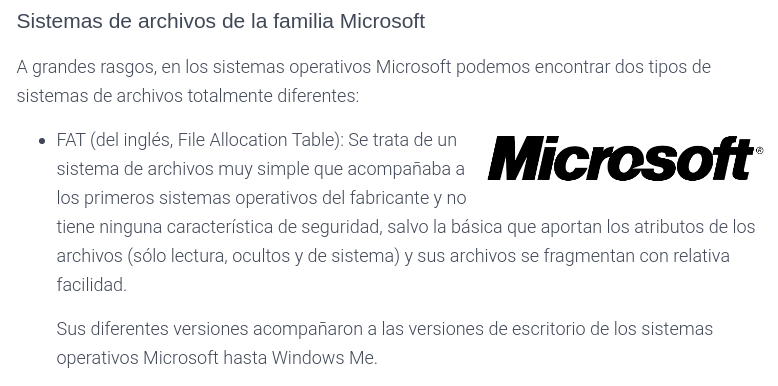 Sistemas de archivos de la familia Microsoft
A grandes rasgos, en los sistemas operativos Microsoft podemos encontrar dos tipos de
sistemas de archivos totalmente diferentes:
• FAT (del inglés, File Allocation Table): Se trata de un
sistema de archivos muy simple que acompañaba a
los primeros sistemas operativos del fabricante y no
Microsoft®
tiene ninguna característica de seguridad, salvo la básica que aportan los atributos de los
archivos (sólo lectura, ocultos y de sistema) y sus archivos se fragmentan con relativa
facilidad.
Sus diferentes versiones acompañaron a las versiones de escritorio de los sistemas
operativos Microsoft hasta Windows Me.